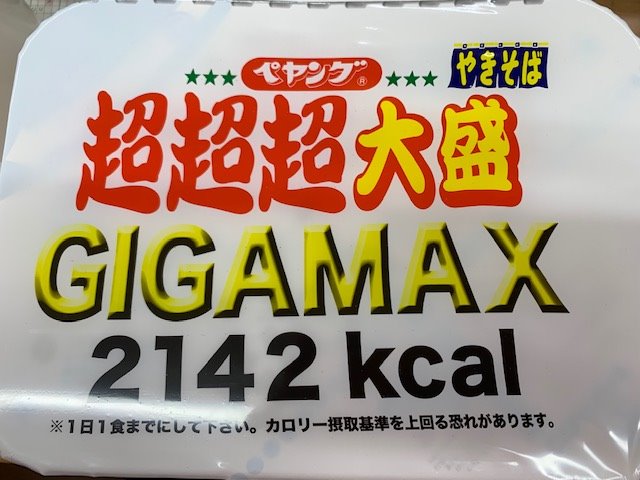 ★★★ ペヤング® ★★★ やきそば
超超超大盛
GIGAMAX
2142 kcal
※1日1食までにして下さい。カロリー摂取基準を上回る恐れがあります。